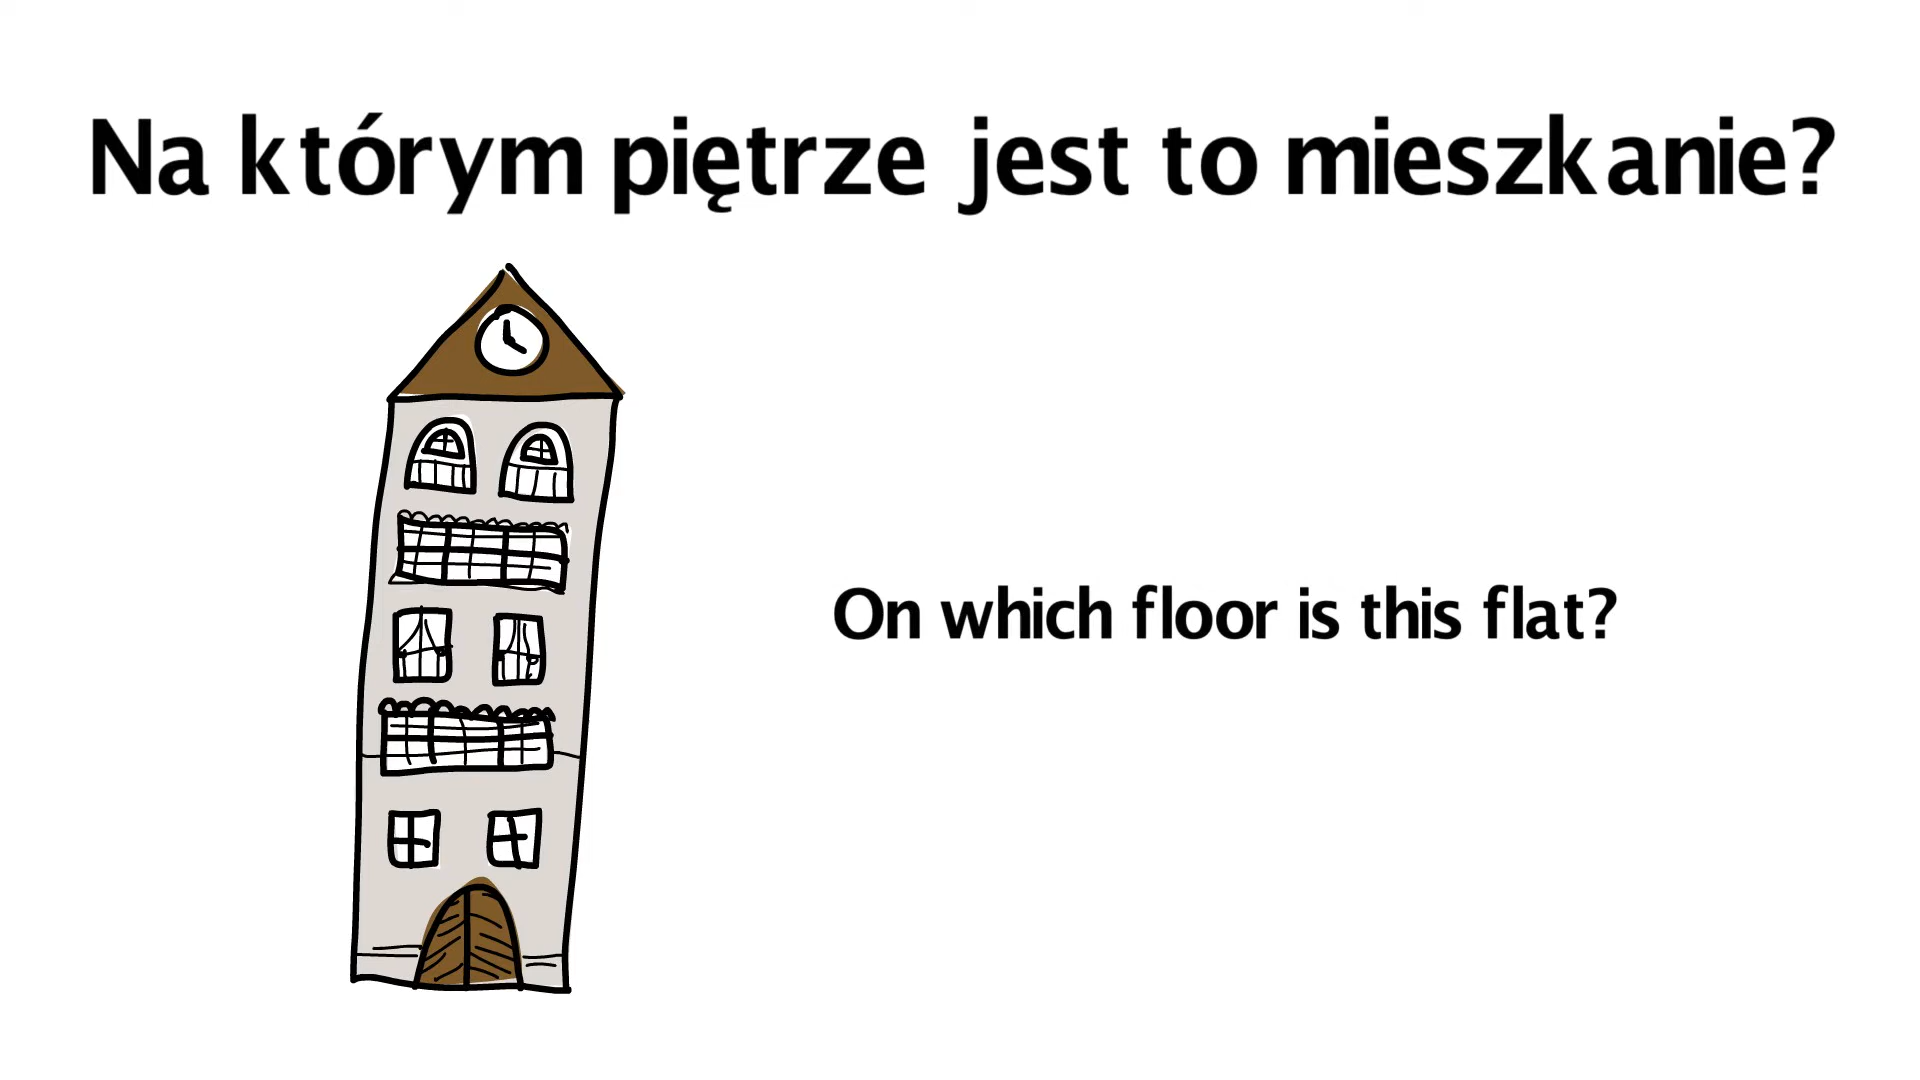 Na którym piętrze jest to mieszkanie?
On which floor is this flat?